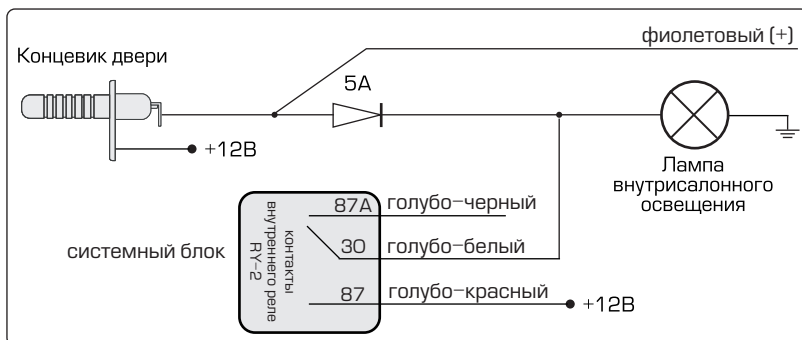 фиолетовый (+)
Концевик двери
5А
+12В
Лампа
внутрисалонного
освещения
87А голубо-черный
системный блок
контакты
внутреннего реле
RY-2
30 голубо-белый
87 голубо-красный
+12В